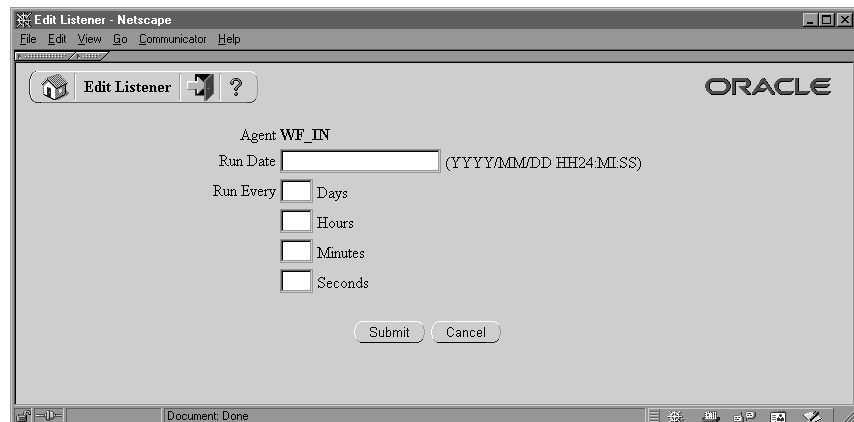 Edit Listener - Netscape
File Edit View Go Communicator Help
Edit Listener ?
ORACLE
Agent WF_IN
Run Date (YYYY/MM/DD HH24:MI:SS)
Run Every Days
Hours
Minutes
Seconds
Submit Cancel
Document: Done